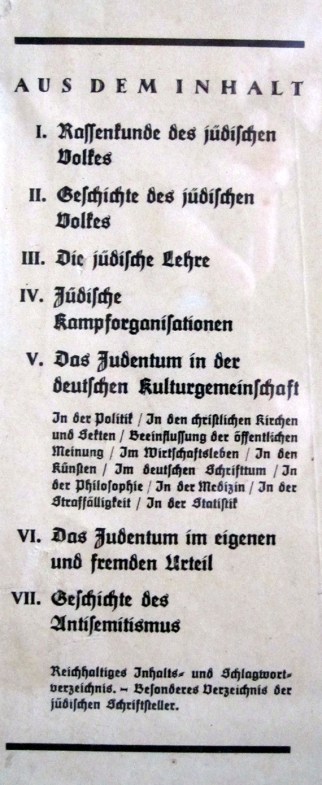 AUS DEM INHALT
I. Rassenkunde des jüdischen
Volkes
II. Geschichte des jüdischen
Volkes
III. Die jüdische Lehre
IV. Jüdische
Kampforganisationen
V. Das Judentum in der
deutschen Kulturgemeinschaft
In der Politik / In den christlichen Kirchen
und Sekten / Beeinflussung der öffentlichen
Meinung / Im Wirtschaftsleben / In den
Künsten / Im deutschen Schrifttum / In
der Philosophie / In der Medizin / In der
Straffälligkeit / In der Statistik
VI. Das Judentum im eigenen
und fremden Urteil
VII. Geschichte des
Antisemitismus
Reichhaltiges Inhalts- und Schlagwort-
verzeichnis. – Besonderes Verzeichnis der
jüdischen Schriftsteller.